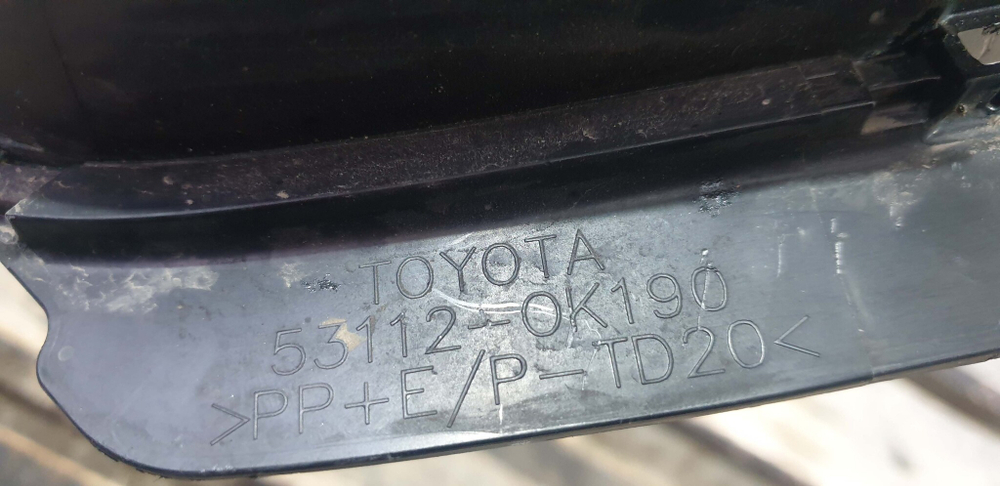 TOYOTA
53112-0K190
>PP+E/P-TD20<